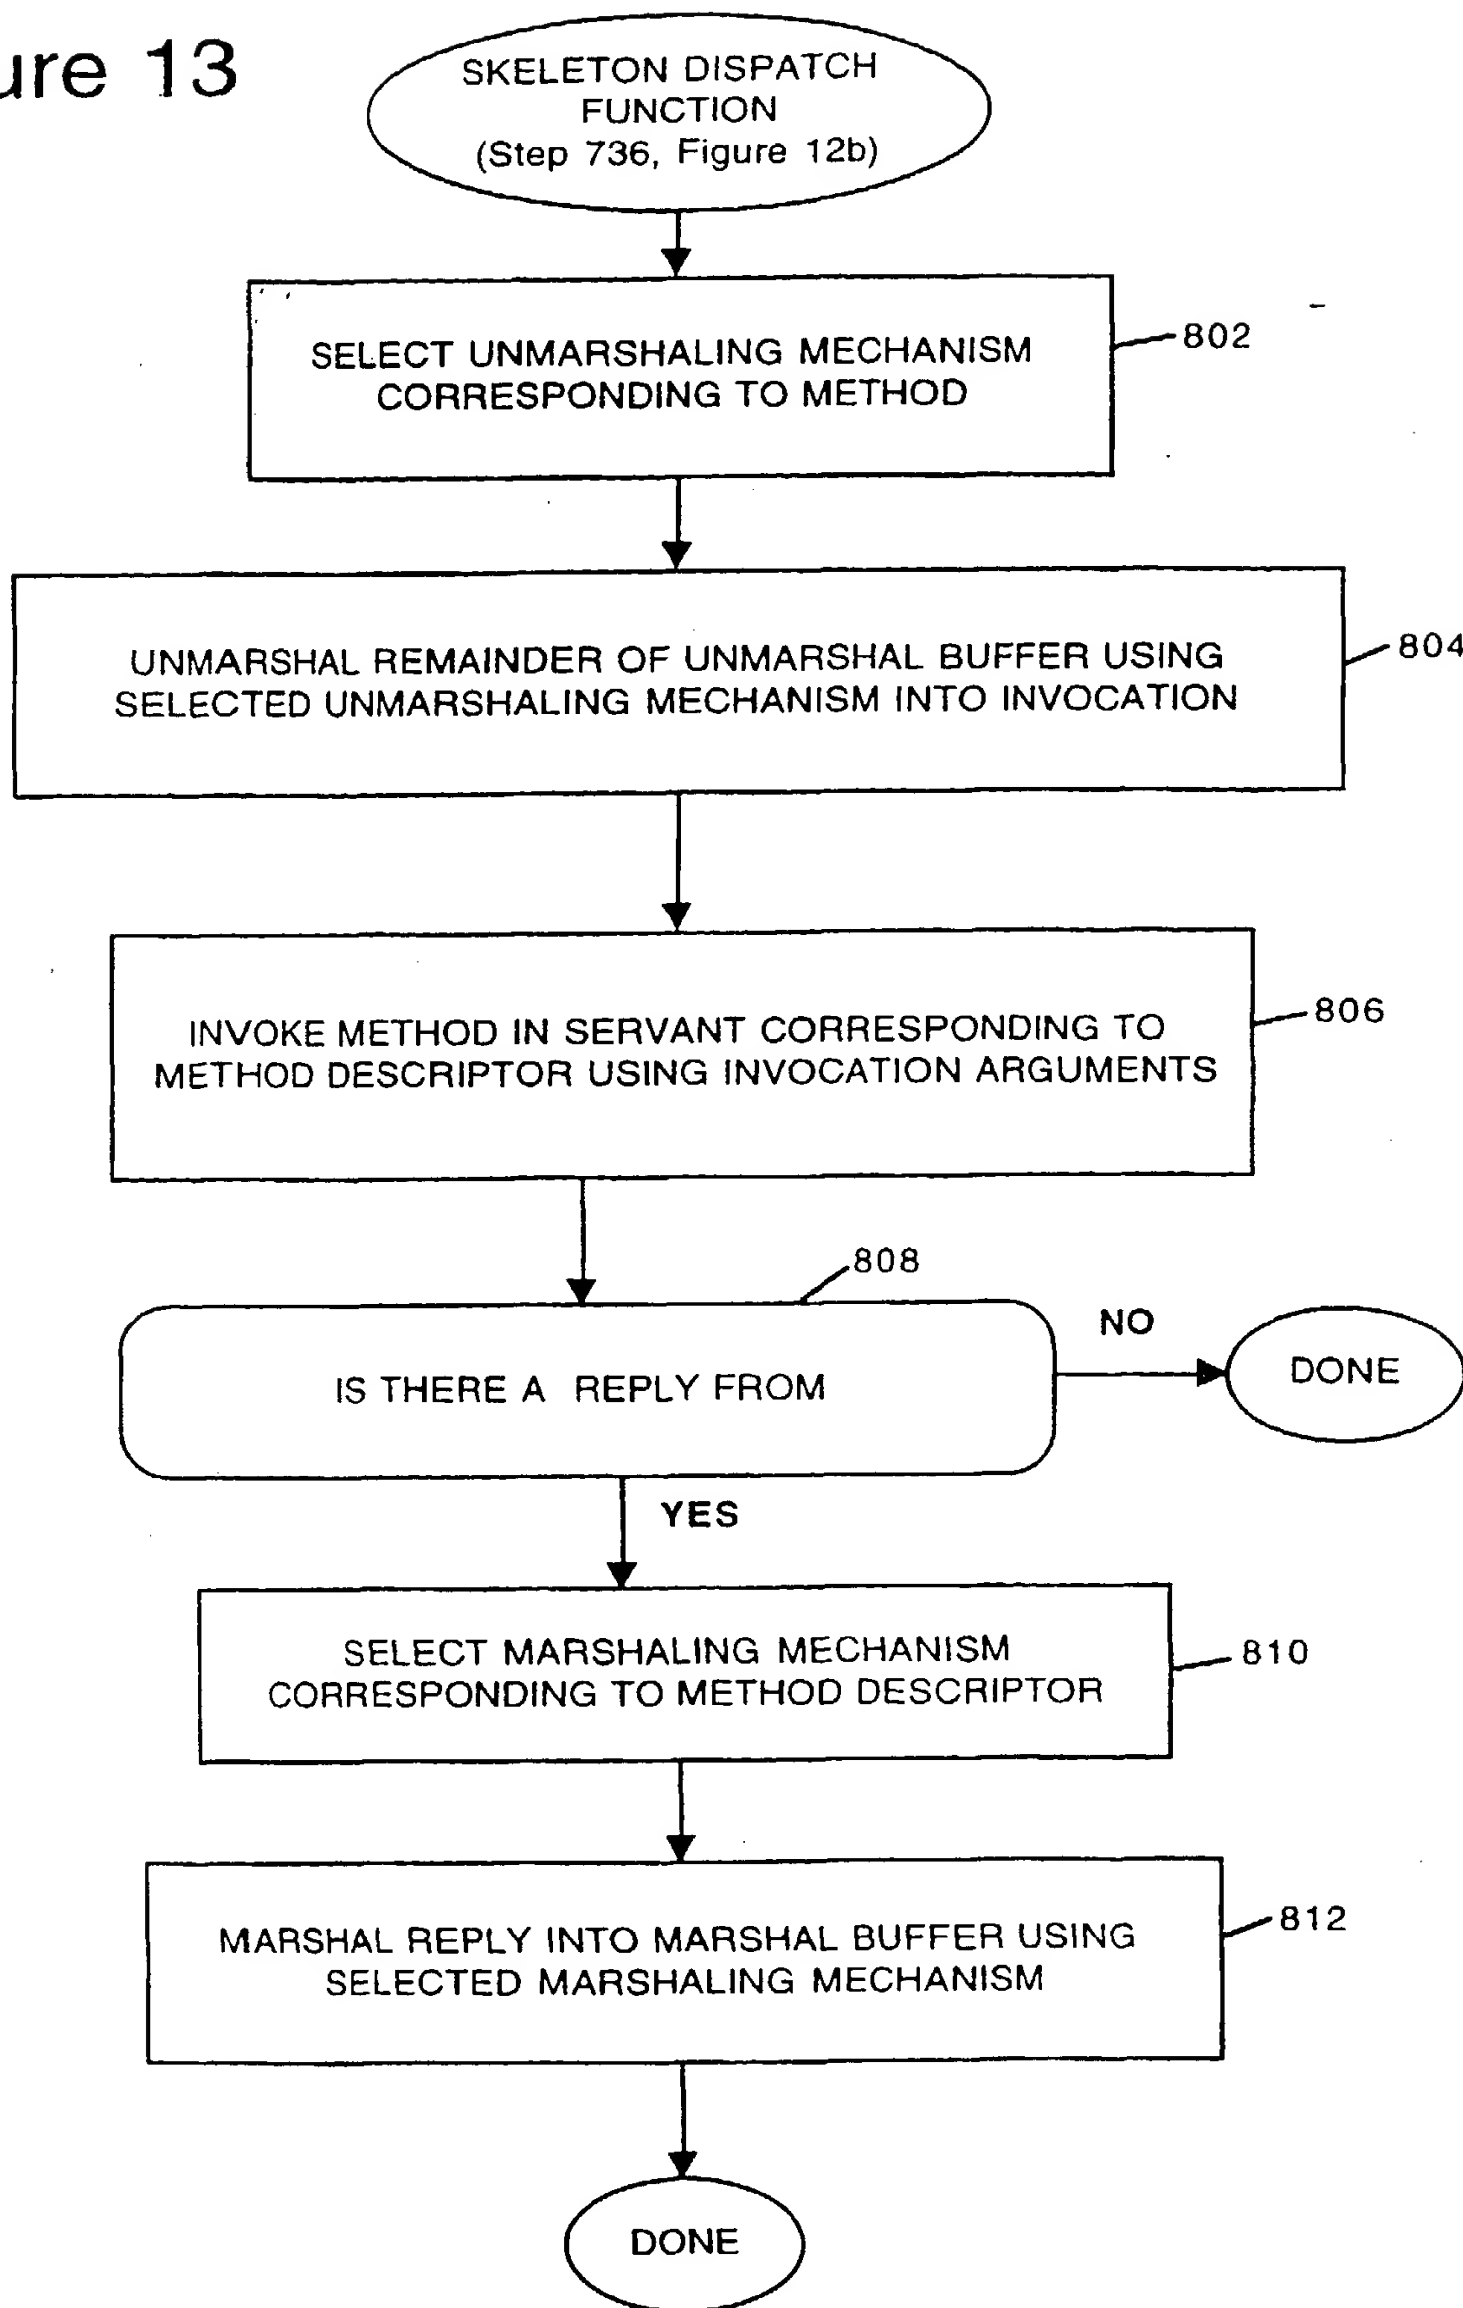 ure 13
SKELETON DISPATCH
FUNCTION
(Step 736, Figure 12b)
SELECT UNMARSHALING MECHANISM
CORRESPONDING TO METHOD
802
UNMARSHAL REMAINDER OF UNMARSHAL BUFFER USING
SELECTED UNMARSHALING MECHANISM INTO INVOCATION
804
INVOKE METHOD IN SERVANT CORRESPONDING TO
METHOD DESCRIPTOR USING INVOCATION ARGUMENTS
806
808
IS THERE A REPLY FROM
NO
DONE
YES
SELECT MARSHALING MECHANISM
CORRESPONDING TO METHOD DESCRIPTOR
810
MARSHAL REPLY INTO MARSHAL BUFFER USING
SELECTED MARSHALING MECHANISM
812
DONE